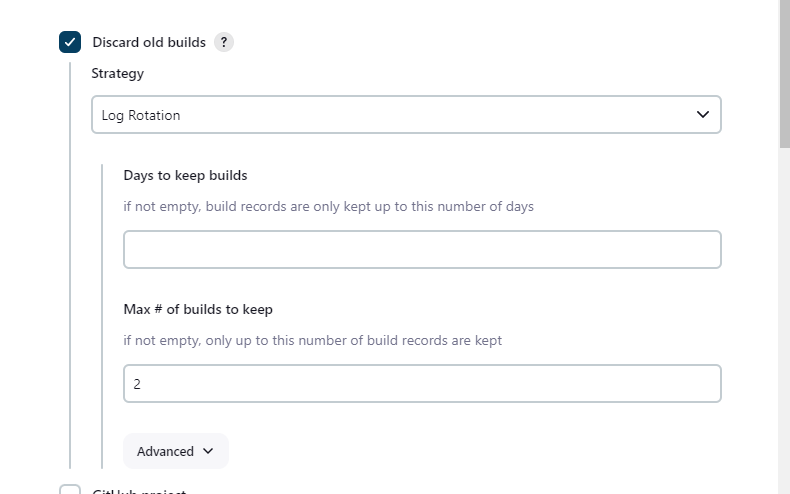 Discard old builds ?
Strategy
Log Rotation
Days to keep builds
if not empty, build records are only kept up to this number of days
Max # of builds to keep
if not empty, only up to this number of build records are kept
2
Advanced
GitHub project